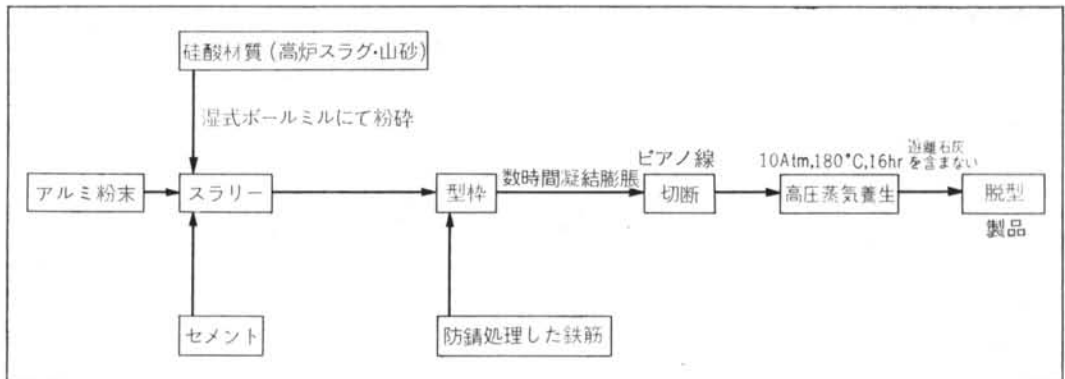 硅酸材質(高炉スラグ·山砂)
湿式ボールミルにて粉砕
アルミ粉末
スラリー
型枠
数時間凝結膨脹
ピアノ線
切断
10Atm,180°C,16hr
遊離石灰
を含まない
高圧蒸気養生
脱型
製品
セメント
防錆処理した鉄筋